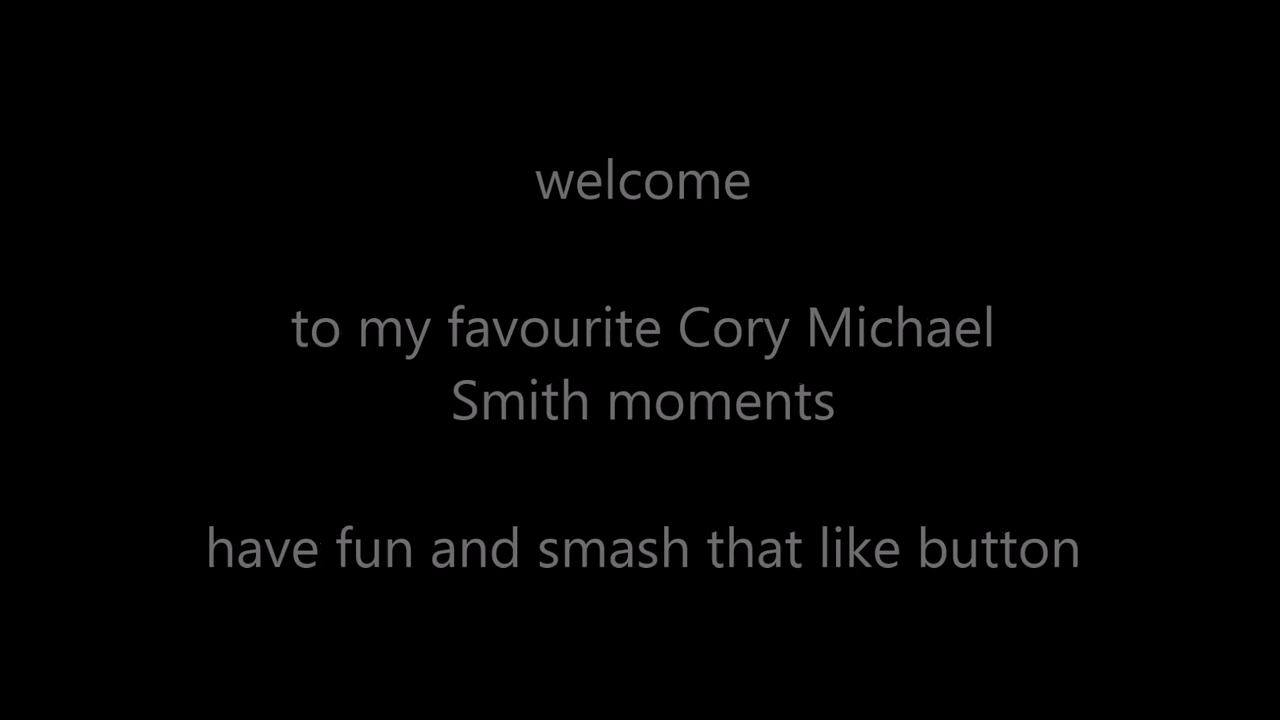 welcome
to my favourite Cory Michael
Smith moments
have fun and smash that like button